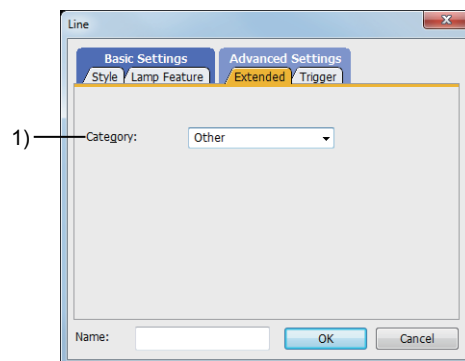 Line
Basic Settings
Advanced Settings
Style
Lamp Feature
Extended
Trigger
1)
Category:
Other
Name:
OK
Cancel